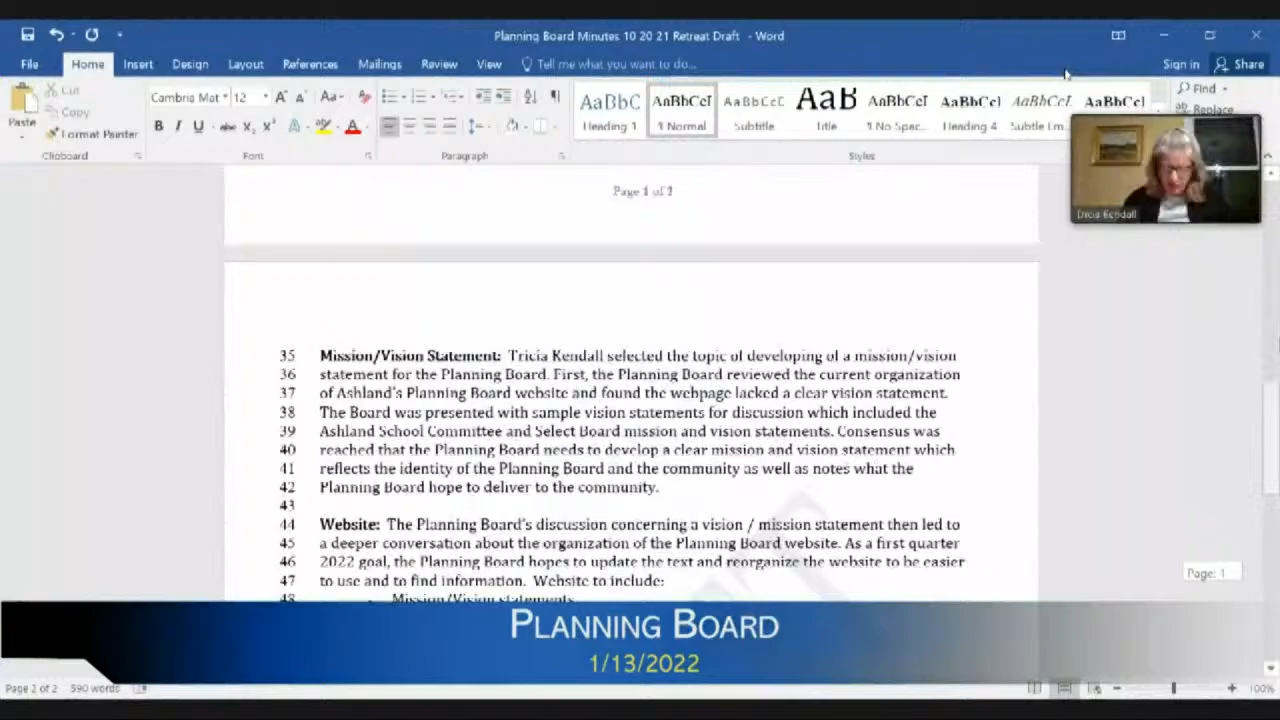 Planning Board Minutes 10 20 21 Retreat Draft - Word
File Home Insert Design Layout References Mailings Review View Tell me what you want to do... Sign in Share
Cut
Copy
Paste
Format Painter
Clipboard
Cambria Mat 12
Font
Paragraph
AaBbC AaBbCcI AaBbCcC AaB AaBbCcI AaBbCcI AaBbCcI AaBbCcI
Heading 1 1 Normal Subtitle Title 1 No Spac... Heading 4 Subtle Em...
Styles
Find
Replace
Kendall
Page 1 of 2
35 Mission/Vision Statement: Tricia Kendall selected the topic of developing of a mission/vision
36 statement for the Planning Board. First, the Planning Board reviewed the current organization
37 of Ashland's Planning Board website and found the webpage lacked a clear vision statement.
38 The Board was presented with sample vision statements for discussion which included the
39 Ashland School Committee and Select Board mission and vision statements. Consensus was
40 reached that the Planning Board needs to develop a clear mission and vision statement which
41 reflects the identity of the Planning Board and the community as well as notes what the
42 Planning Board hope to deliver to the community.
43
44 Website: The Planning Board's discussion concerning a vision / mission statement then led to
45 a deeper conversation about the organization of the Planning Board website. As a first quarter
46 2022 goal, the Planning Board hopes to update the text and reorganize the website to be easier
47 to use and to find information. Website to include:
48 Mission/Vision statements
Page: 1
PLANNING BOARD
1/13/2022
Page 2 of 2 590 words
100%